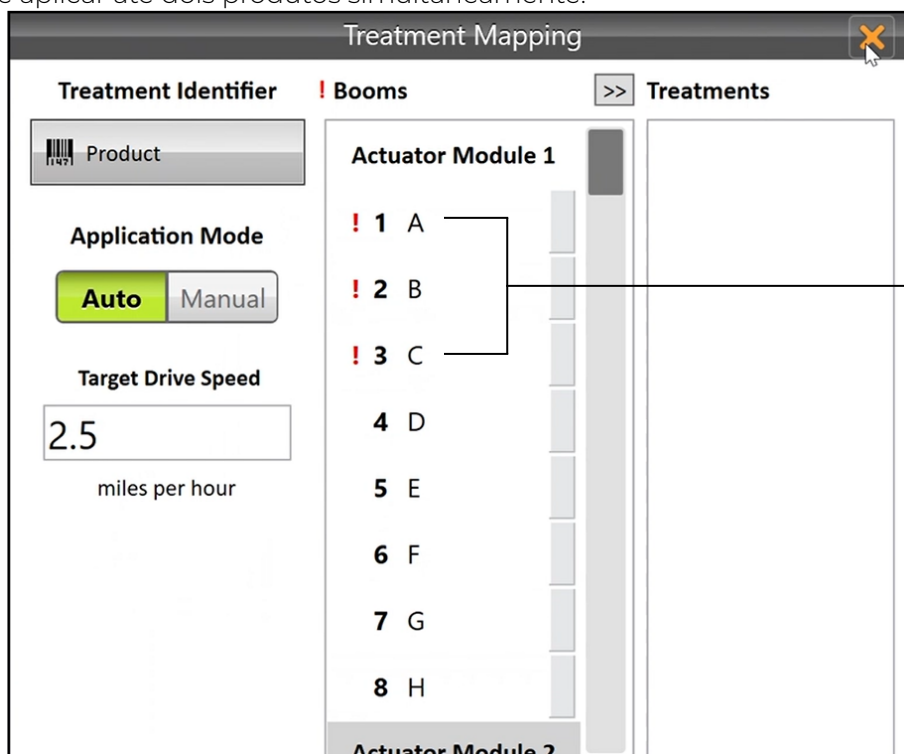 e aplicar até dois produtos simultaneamente.
Treatment Mapping
Treatment Identifier
Product
Application Mode
Auto Manual
Target Drive Speed
2.5
miles per hour
! Booms
>>
Treatments
Actuator Module 1
! 1 A
! 2 B
! 3 C
4 D
5 E
6 F
7 G
8 H
Actuator Module 2